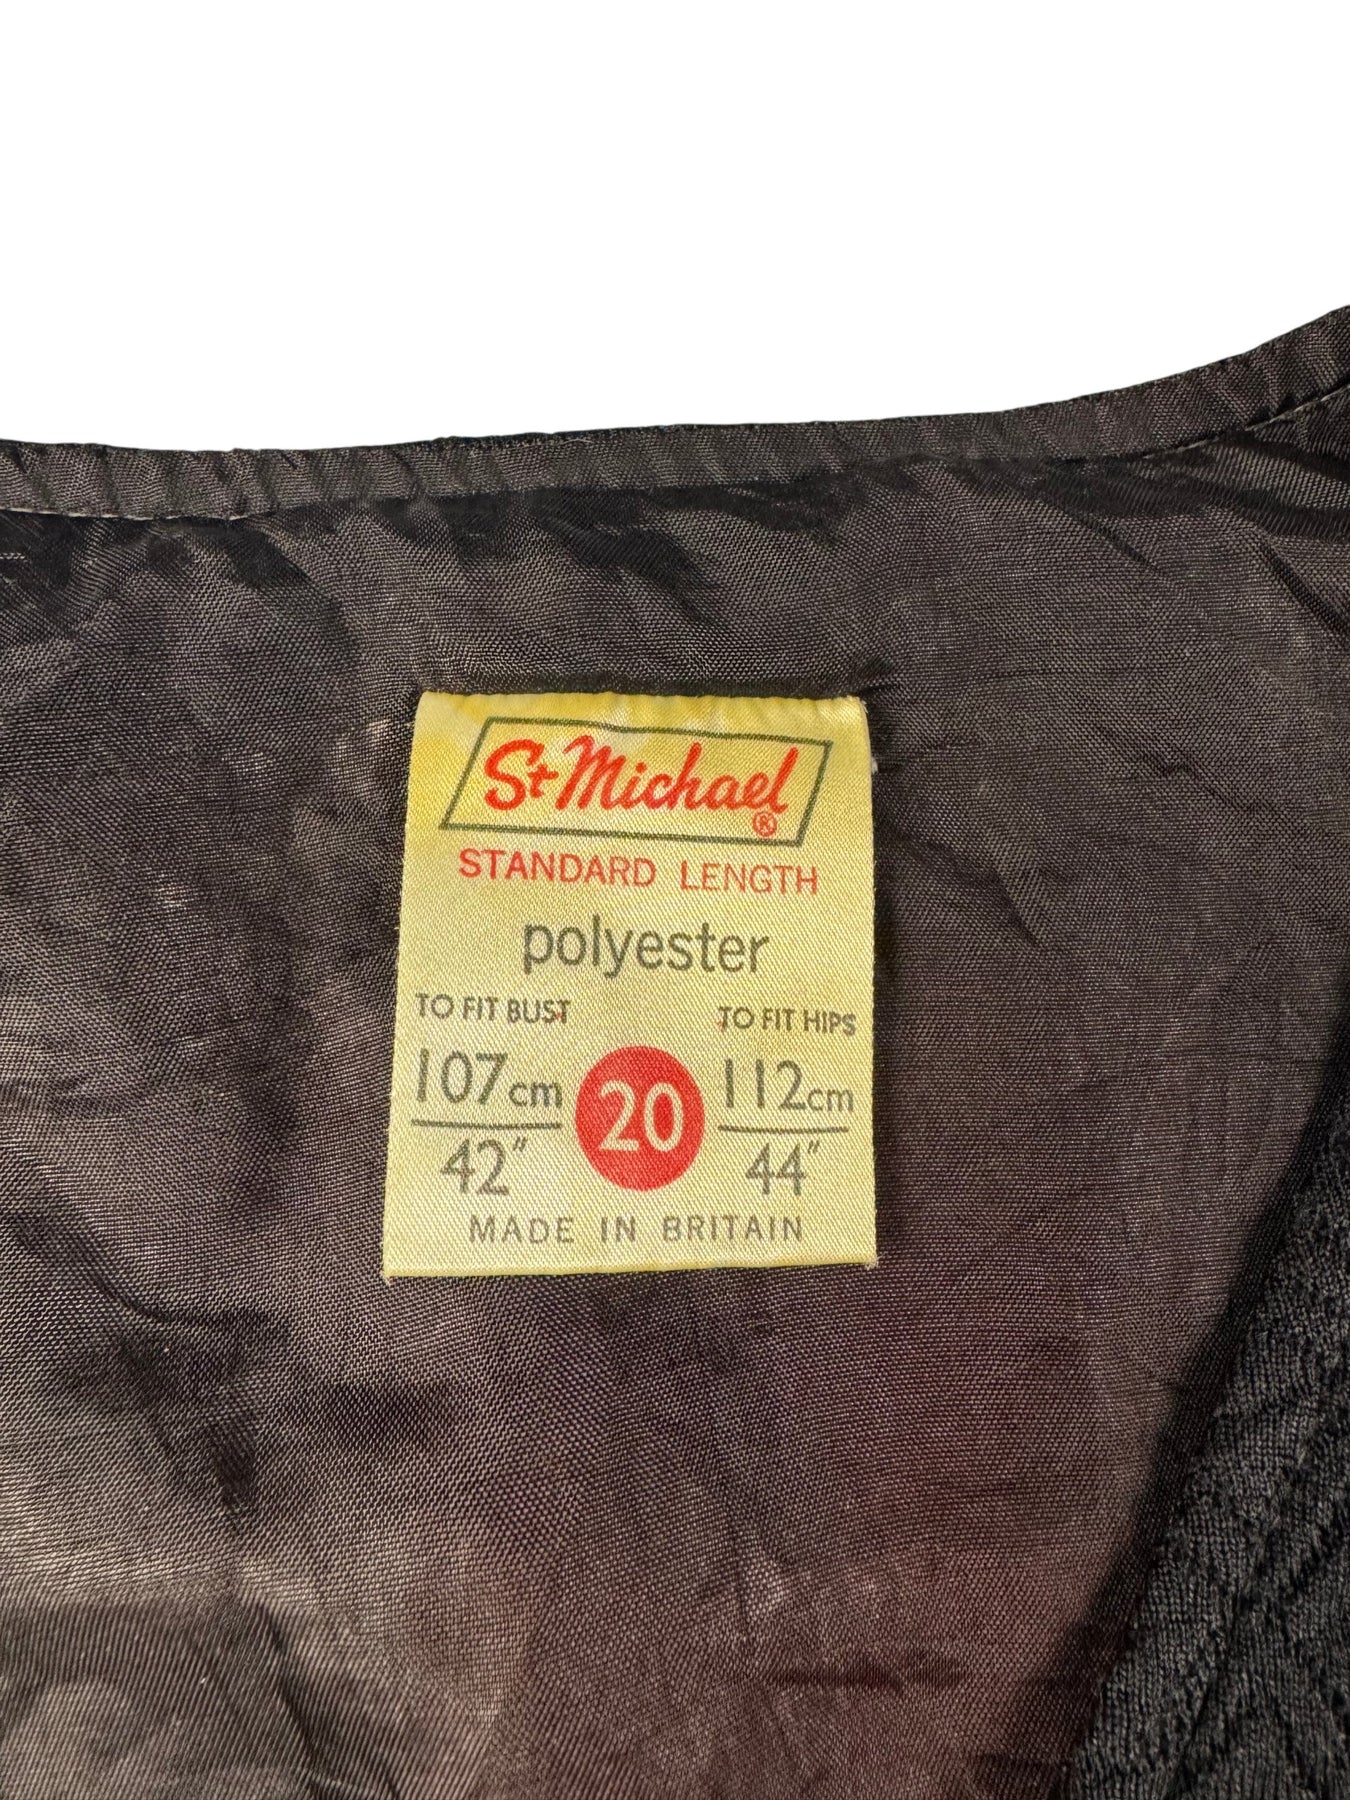 St Michael®
STANDARD LENGTH
polyester
TO FIT BUST TO FIT HIPS
107cm 20 112cm
42" 44"
MADE IN BRITAIN